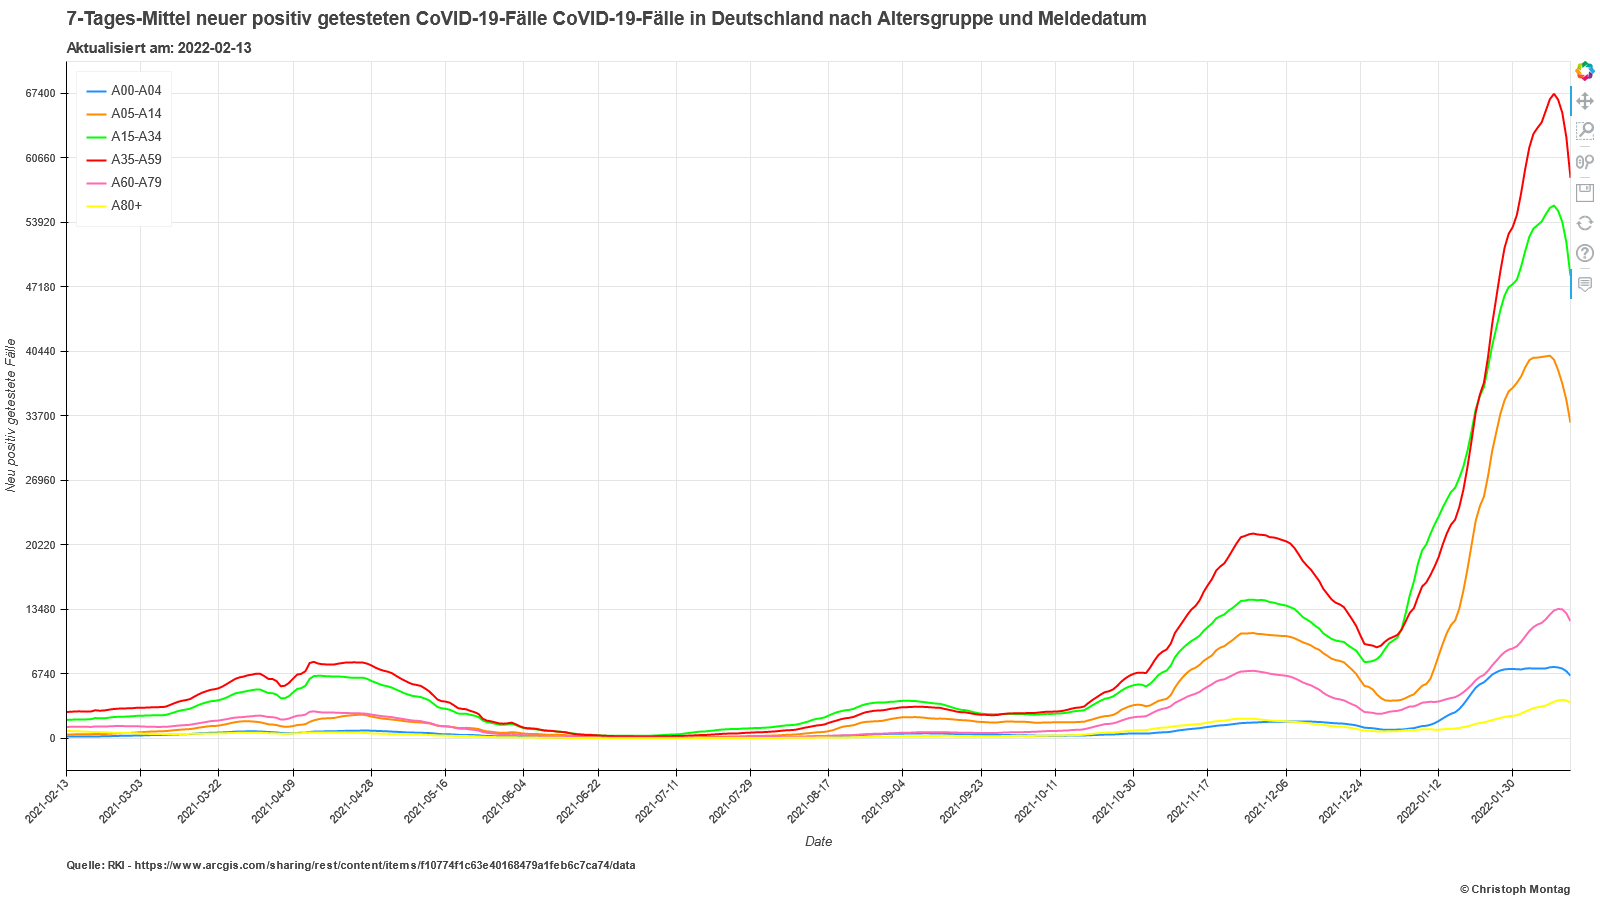 7-Tages-Mittel neuer positiv getesteten CoVID-19-Fälle CoVID-19-Fälle in Deutschland nach Altersgruppe und Meldedatum
Aktualisiert am: 2022-02-13
A00-A04
A05-A14
A15-A34
A35-A59
A60-A79
A80+
67400
60660
53920
47180
40440
33700
26960
20220
13480
6740
0
Neu positiv getestete Fälle
2021-02-13
2021-03-03
2021-03-22
2021-04-09
2021-04-28
2021-05-16
2021-06-04
2021-06-22
2021-07-11
2021-07-29
2021-08-17
2021-09-04
2021-09-23
2021-10-11
2021-10-30
2021-11-17
2021-12-06
2021-12-24
2022-01-12
2022-01-30
Date
Quelle: RKI - https://www.arcgis.com/sharing/rest/content/items/f10774f1c63e40168479a1feb6c7ca74/data
© Christoph Montag